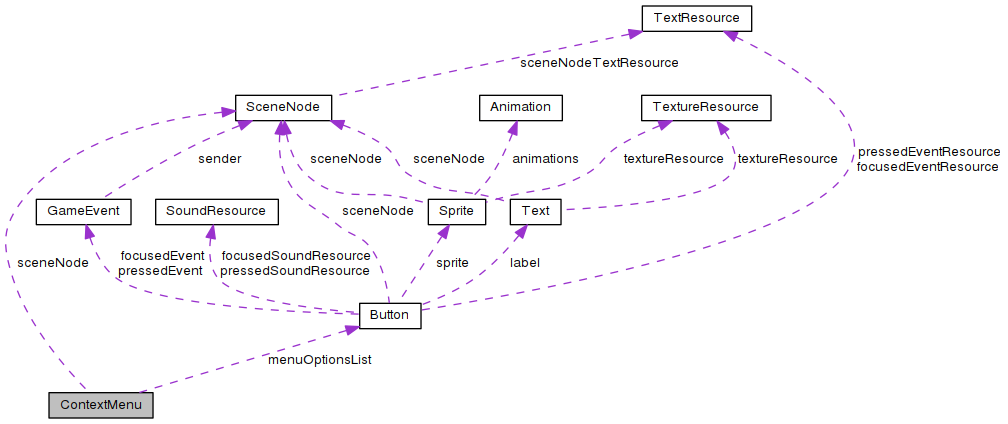 TextResource
sceneNodeTextResource
SceneNode
Animation
TextureResource
sender
sceneNode
sceneNode
animations
textureResource
textureResource
pressedEventResource
focusedEventResource
GameEvent
SoundResource
sceneNode
Sprite
Text
sceneNode
focusedEvent
pressedEvent
focusedSoundResource
pressedSoundResource
sprite
label
Button
menuOptionsList
ContextMenu